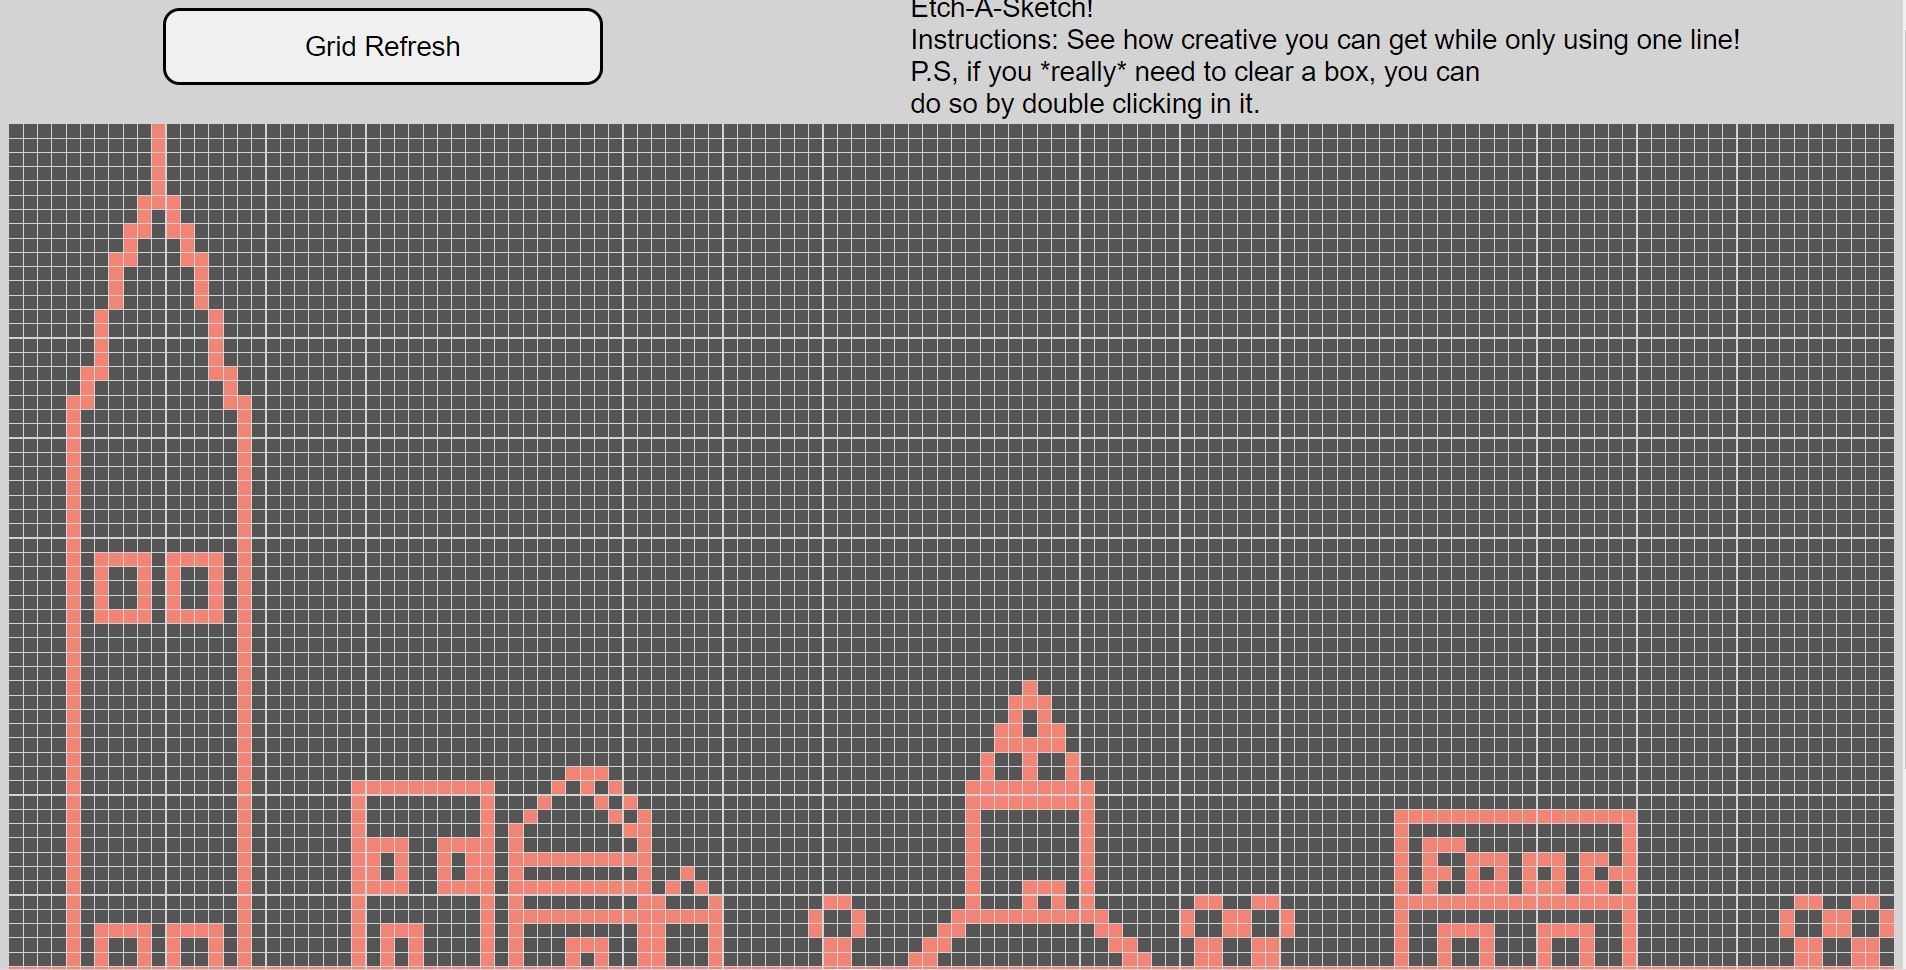 Grid Refresh
Etch-A-Sketch!
Instructions: See how creative you can get while only using one line!
P.S, if you *really* need to clear a box, you can
do so by double clicking in it.